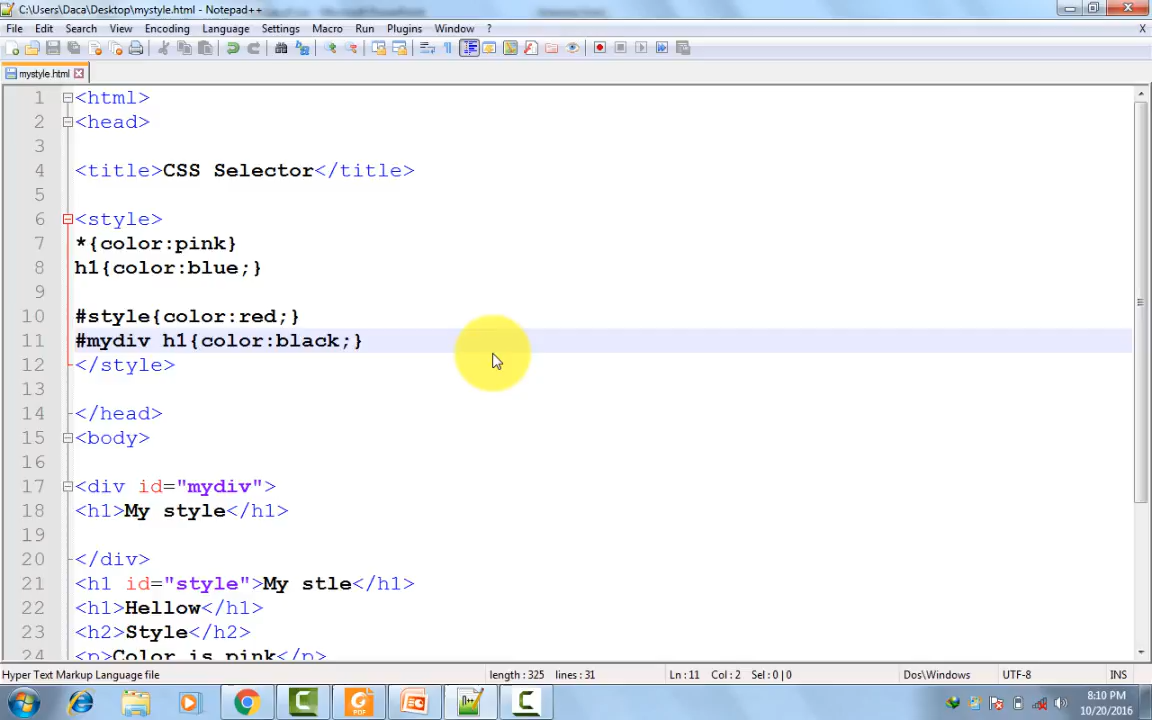 C:\Users\Daca\Desktop\mystyle.html - Notepad++
File Edit Search View Encoding Language Settings Macro Run Plugins Window ? X
mystyle.html
1 <html>
2 <head>
3
4 <title>CSS Selector</title>
5
6 <style>
7 *{color:pink}
8 h1{color:blue;}
9
10 #style{color:red;}
11 #mydiv h1{color:black;}
12 </style>
13
14 </head>
15 <body>
16
17 <div id="mydiv">
18 <h1>My style</h1>
19
20 </div>
21 <h1 id="style">My stle</h1>
22 <h1>Hellow</h1>
23 <h2>Style</h2>
24 <p>Color is pink</p>
Hyper Text Markup Language file length : 325 lines : 31 Ln : 11 Col : 2 Sel : 0 | 0 Dos\Windows UTF-8 INS
8:10 PM
10/20/2016